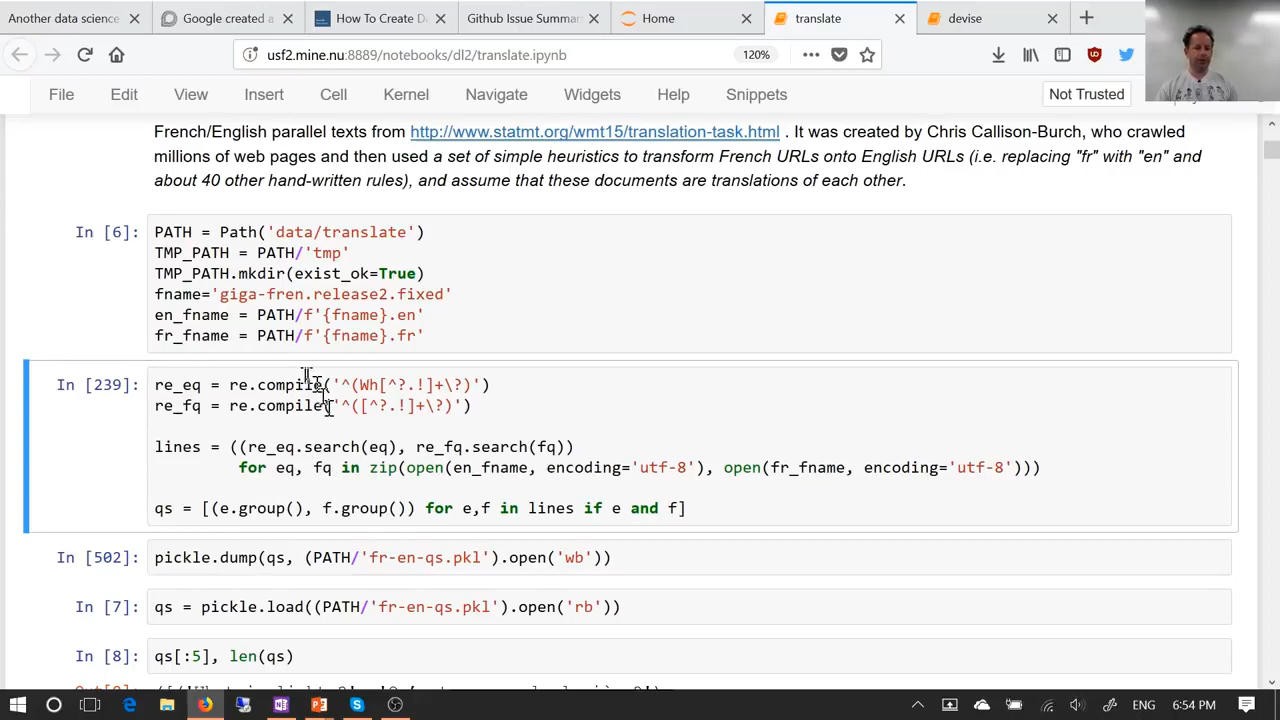 Another data science
Google created a
How To Create D
Github Issue Summa
Home
translate
devise
usf2.mine.nu:8889/notebooks/dl2/translate.ipynb
120%
File Edit View Insert Cell Kernel Navigate Widgets Help Snippets
Not Trusted
French/English parallel texts from http://www.statmt.org/wmt15/translation-task.html . It was created by Chris Callison-Burch, who crawled
millions of web pages and then used a set of simple heuristics to transform French URLs onto English URLs (i.e. replacing "fr" with "en" and
about 40 other hand-written rules), and assume that these documents are translations of each other.
In [6]:
PATH = Path('data/translate')
TMP_PATH = PATH/'tmp'
TMP_PATH.mkdir(exist_ok=True)
fname='giga-fren.release2.fixed'
en_fname = PATH/f'{fname}.en'
fr_fname = PATH/f'{fname}.fr'
In [239]:
re_eq = re.compile('^(Wh[^?.!]+\?)')
re_fq = re.compile('^([^?.!]+\?)')
lines = ((re_eq.search(eq), re_fq.search(fq))
for eq, fq in zip(open(en_fname, encoding='utf-8'), open(fr_fname, encoding='utf-8')))
qs = [(e.group(), f.group()) for e,f in lines if e and f]
In [502]:
pickle.dump(qs, (PATH/'fr-en-qs.pkl').open('wb'))
In [7]:
qs = pickle.load((PATH/'fr-en-qs.pkl').open('rb'))
In [8]:
qs[:5], len(qs)
ENG
6:54 PM